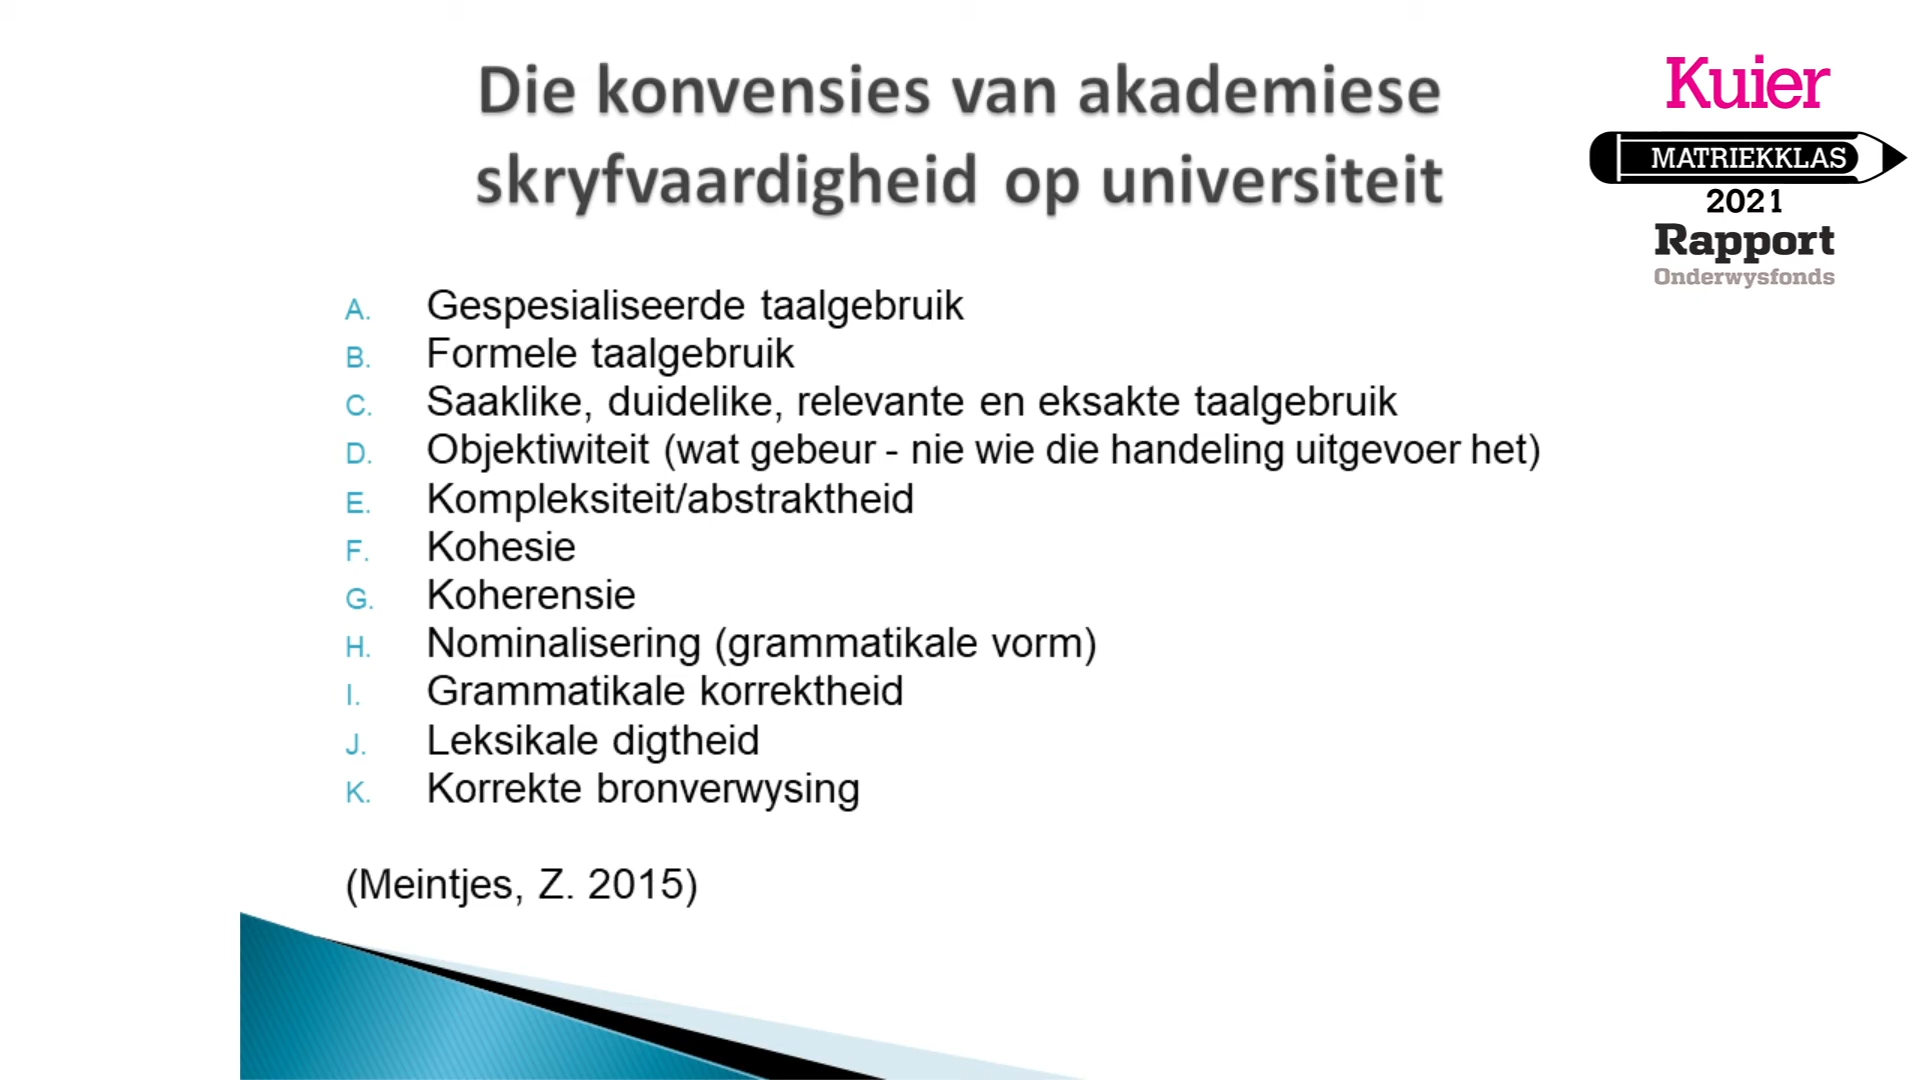 Die konvensies van akademiese
skryfvaardigheid op universiteit
Kuier
MATRIEKKLAS
2021
Rapport
Onderwysfonds
A. Gespesialiseerde taalgebruik
B. Formele taalgebruik
C. Saaklike, duidelike, relevante en eksakte taalgebruik
D. Objektiwiteit (wat gebeur - nie wie die handeling uitgevoer het)
E. Kompleksiteit/abstraktheid
F. Kohesie
G. Koherensie
H. Nominalisering (grammatikale vorm)
I. Grammatikale korrektheid
J. Leksikale digtheid
K. Korrekte bronverwysing
(Meintjes, Z. 2015)